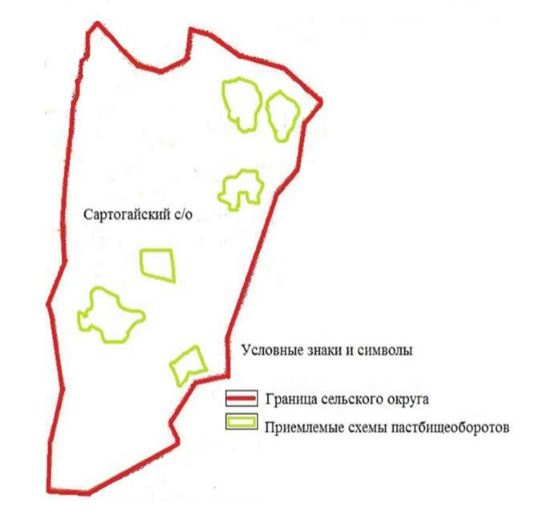 Сартогайский с/о
Условные знаки и символы
Граница сельского округа
Приемлемые схемы пастбищеоборотов